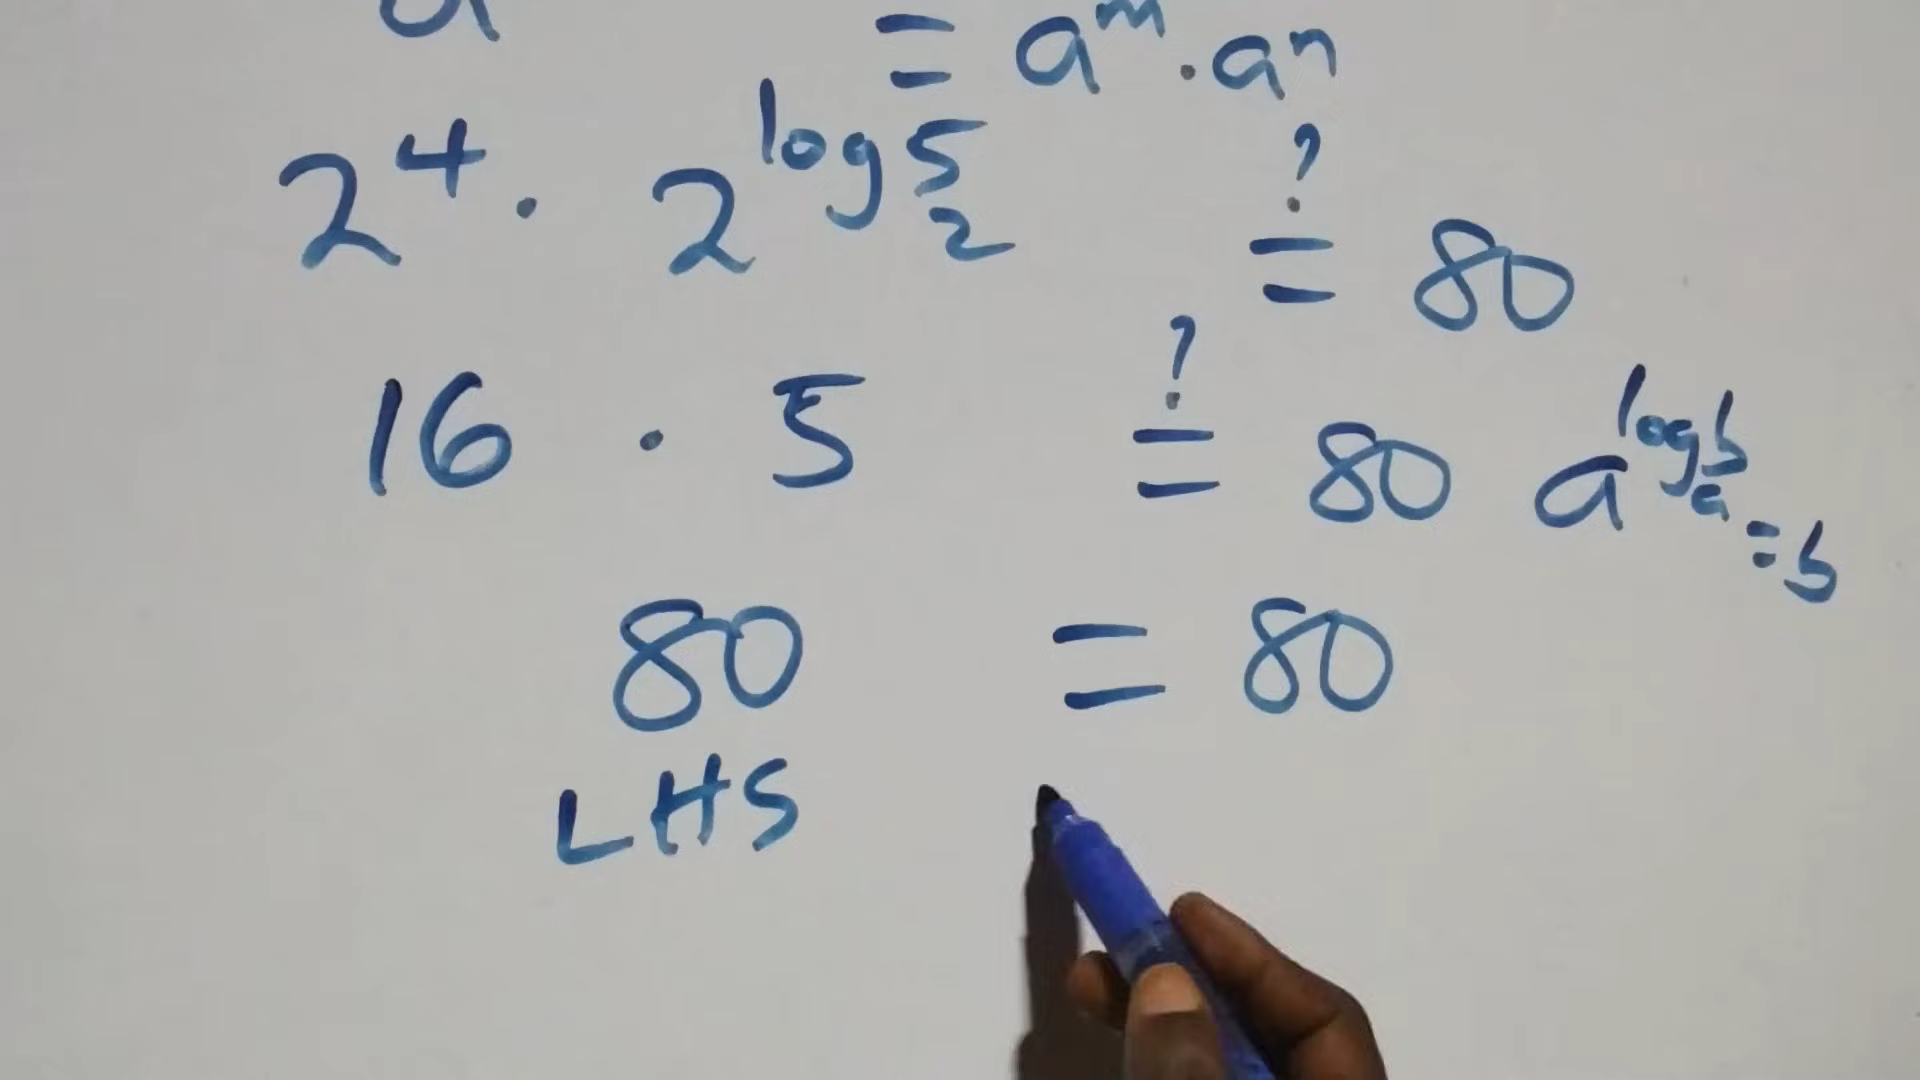 a = a^m . a^n
2^4 . 2^log_2 5 ?= 80
16 . 5 ?= 80 a^log_a b = b
80 = 80
LHS